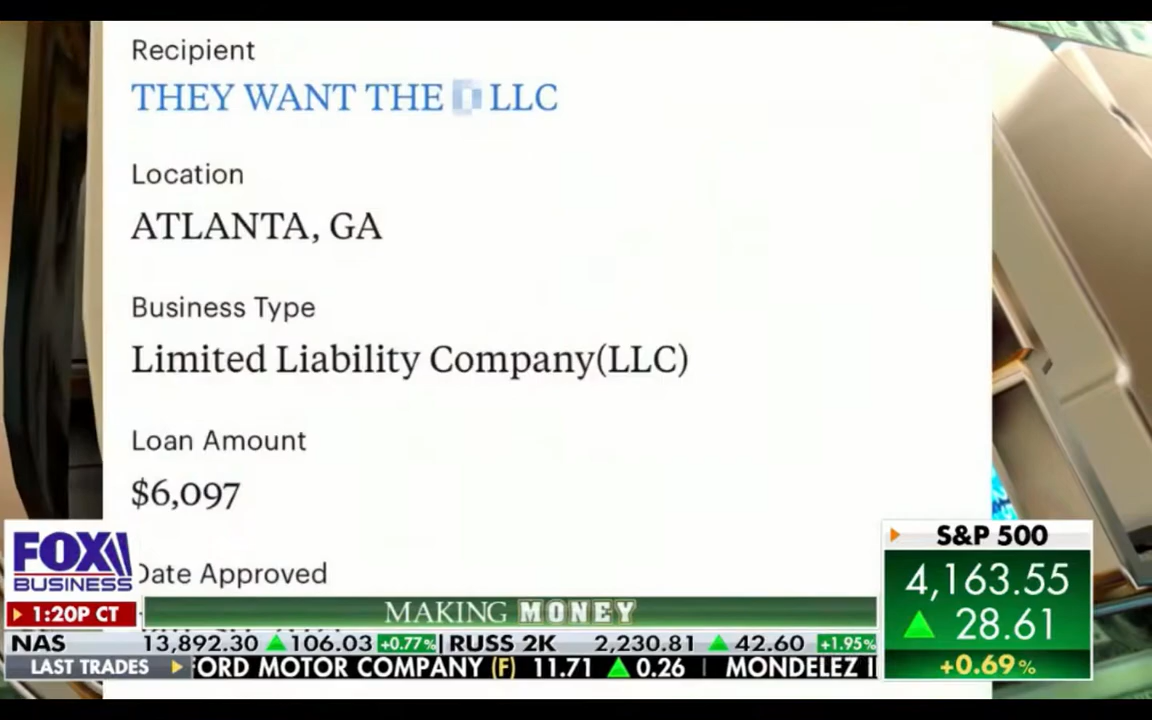 Recipient
THEY WANT THE LLC
Location
ATLANTA, GA
Business Type
Limited Liability Company(LLC)
Loan Amount
$6,097
Date Approved
FOX
BUSINESS
1:20P CT
MAKING MONEY
S&P 500
4,163.55
28.61
+0.69%
NAS 13,892.30 106.03 +0.77% RUSS 2K 2,230.81 42.60 +1.95%
LAST TRADES FORD MOTOR COMPANY (F) 11.71 0.26 MONDELEZ